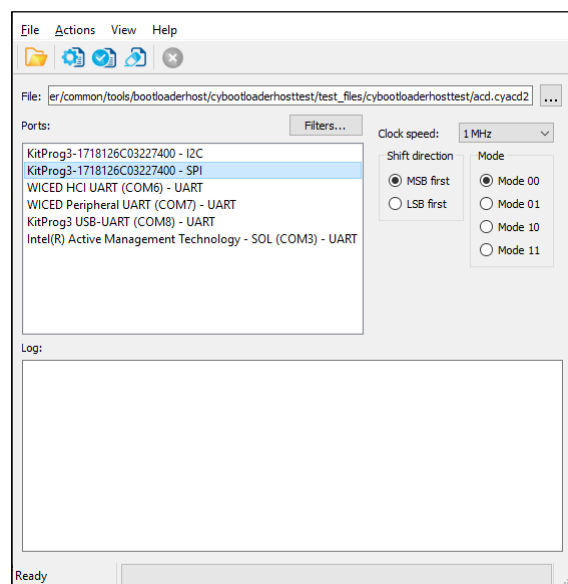 File Actions View Help
File: er/common/tools/bootloaderhost/cybootloaderhosttest/test_files/cybootloaderhosttest/acd.cyacd2 ...
Ports: Filters...
Clock speed: 1 MHz
KitProg3-1718126C03227400 - I2C
KitProg3-1718126C03227400 - SPI
WICED HCI UART (COM6) - UART
WICED Peripheral UART (COM7) - UART
KitProg3 USB-UART (COM8) - UART
Intel(R) Active Management Technology - SOL (COM3) - UART
Shift direction
MSB first
LSB first
Mode
Mode 00
Mode 01
Mode 10
Mode 11
Log:
Ready